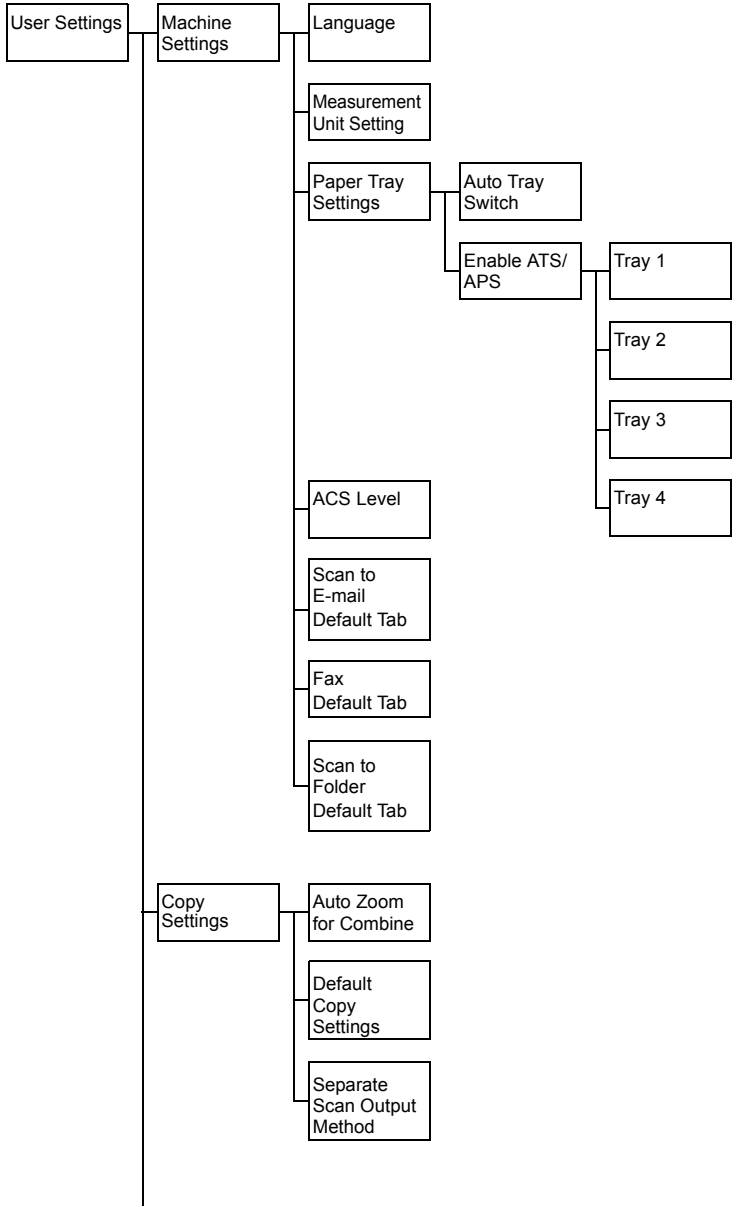 User Settings
Machine
Settings
Language
Measurement
Unit Setting
Paper Tray
Settings
Auto Tray
Switch
Enable ATS/
APS
Tray 1
Tray 2
Tray 3
Tray 4
ACS Level
Scan to
E-mail
Default Tab
Fax
Default Tab
Scan to
Folder
Default Tab
Copy
Settings
Auto Zoom
for Combine
Default
Copy
Settings
Separate
Scan Output
Method